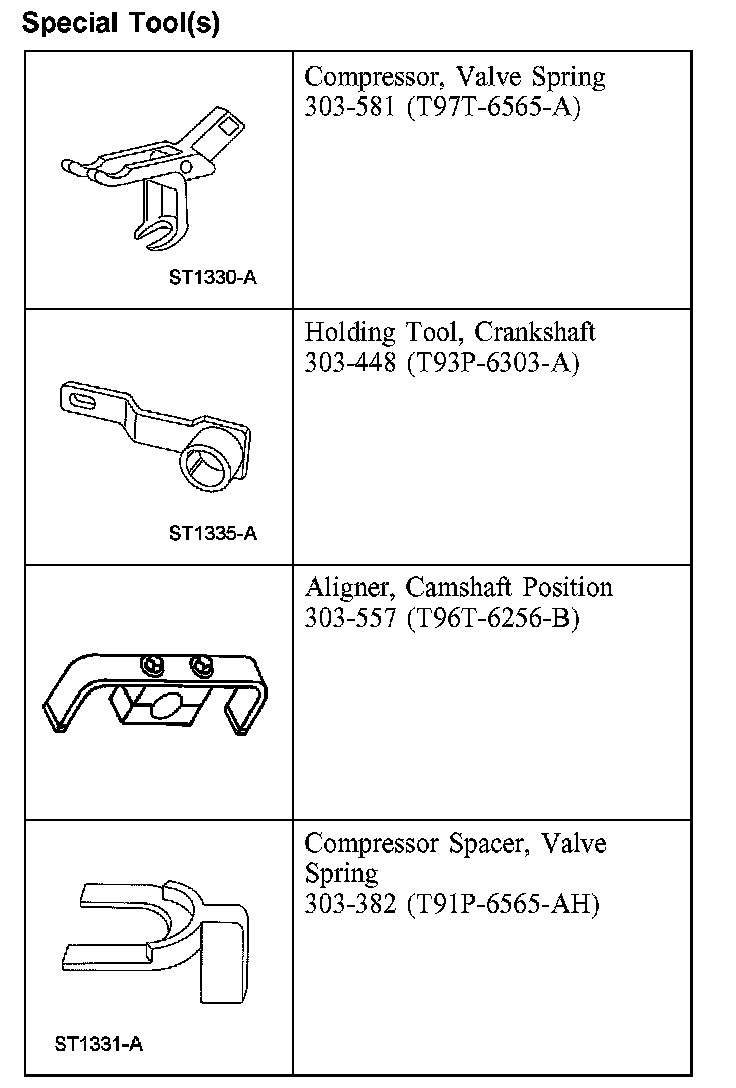 Special Tool(s)
Compressor, Valve Spring
303-581 (T97T-6565-A)
ST1330-A
Holding Tool, Crankshaft
303-448 (T93P-6303-A)
ST1335-A
Aligner, Camshaft Position
303-557 (T96T-6256-B)
Compressor Spacer, Valve
Spring
303-382 (T91P-6565-AH)
ST1331-A